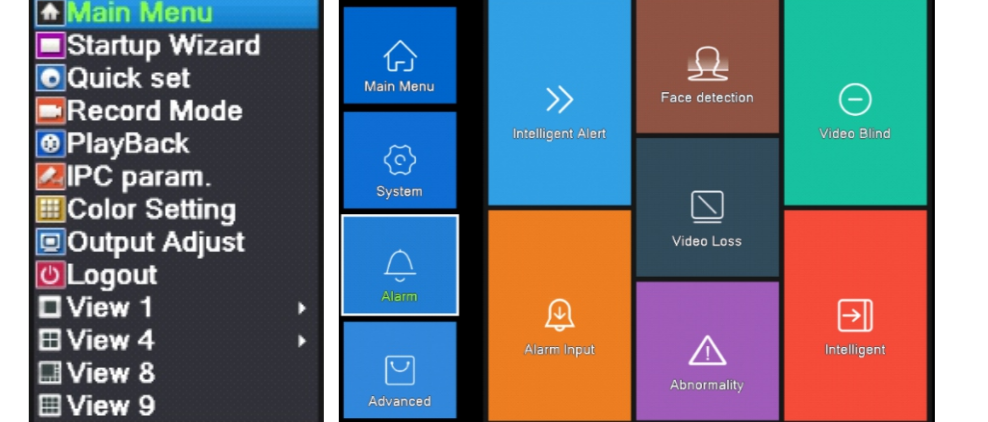 Main Menu
Startup Wizard
Quick set
Record Mode
PlayBack
IPC param.
Color Setting
Output Adjust
Logout
View 1
View 4
View 8
View 9
Main Menu
System
Alarm
Advanced
Intelligent Alert
Alarm Input
Face detection
Video Loss
Abnormality
Video Blind
Intelligent